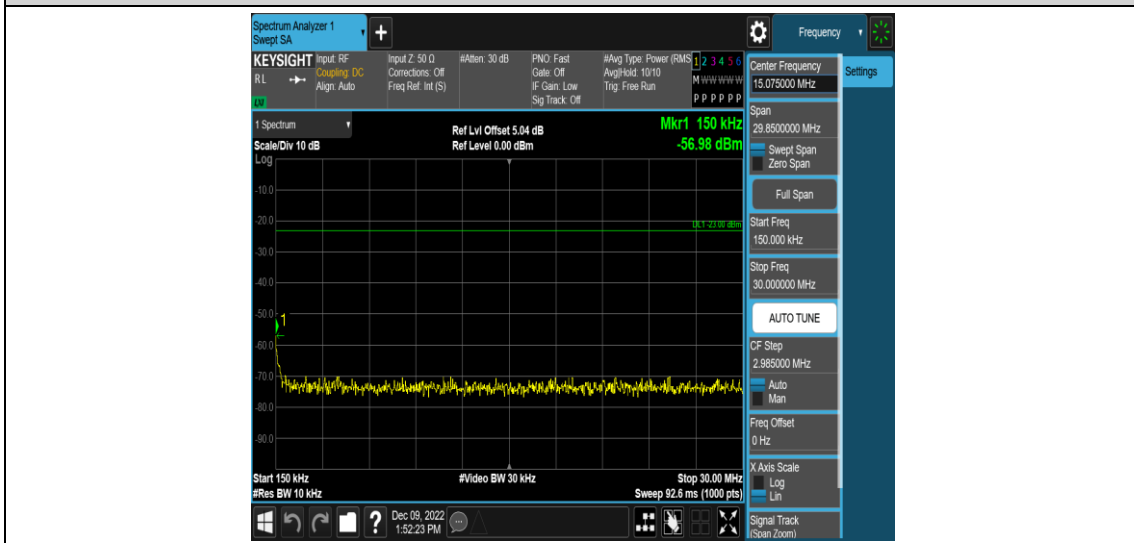 Spectrum Analyzer 1
Swept SA
+
Frequency
KEYSIGHT
RL
LXI
Input: RF
Coupling: DC
Align: Auto
Input Z: 50 Ω
Corrections: Off
Freq Ref: Int (S)
#Atten: 30 dB
PNO: Fast
Gate: Off
IF Gain: Low
Sig Track: Off
#Avg Type: Power (RMS
Avg|Hold: 10/10
Trig: Free Run
1 2 3 4 5 6
M W W W W W
P P P P P P
Center Frequency
15.075000 MHz
Settings
Span
29.8500000 MHz
Swept Span
Zero Span
Full Span
Start Freq
150.000 kHz
Stop Freq
30.000000 MHz
AUTO TUNE
CF Step
2.985000 MHz
Auto
Man
Freq Offset
0 Hz
X Axis Scale
Log
Lin
Signal Track
(Span Zoom)
1 Spectrum
Scale/Div 10 dB
Ref Lvl Offset 5.04 dB
Ref Level 0.00 dBm
Mkr1 150 kHz
-56.98 dBm
Log
-10.0
-20.0
DL1 -23.00 dBm
-30.0
-40.0
-50.0
1
-60.0
-70.0
-80.0
-90.0
Start 150 kHz
#Video BW 30 kHz
Stop 30.00 MHz
#Res BW 10 kHz
Sweep 92.6 ms (1000 pts)
?
Dec 09, 2022
1:52:23 PM